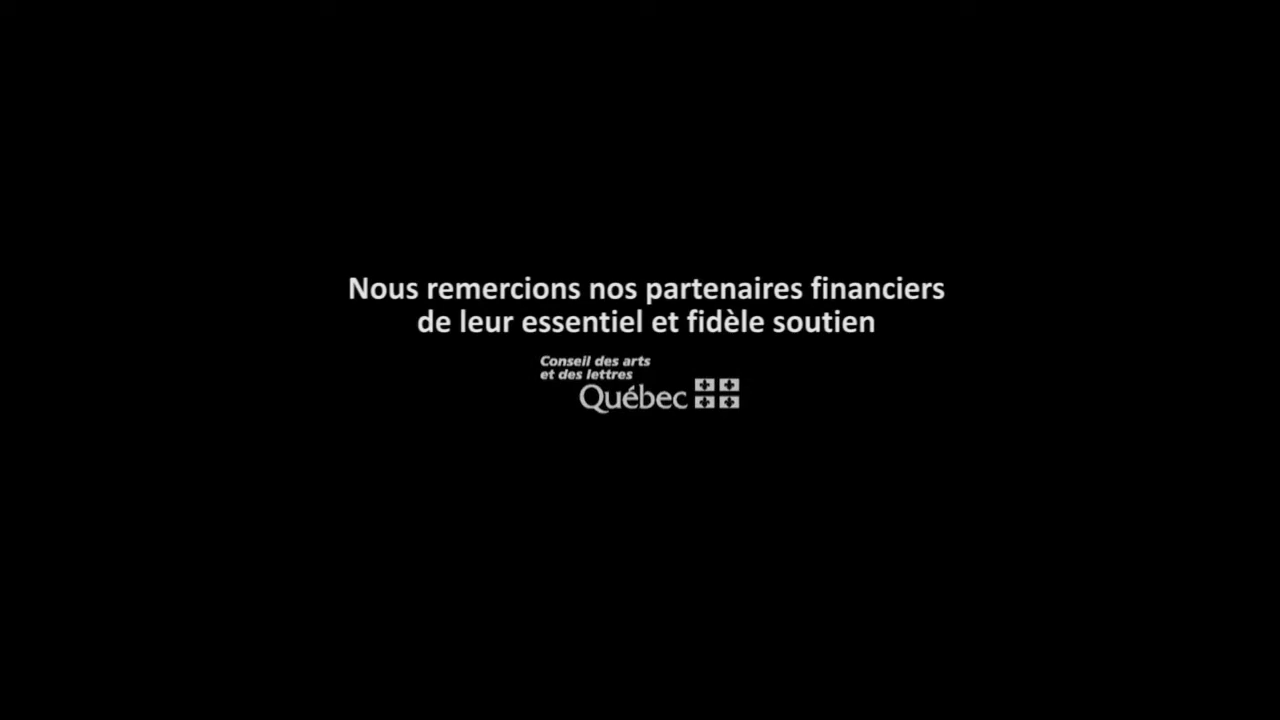 Nous remercions nos partenaires financiers
de leur essentiel et fidèle soutien
Conseil des arts
et des lettres
Québec